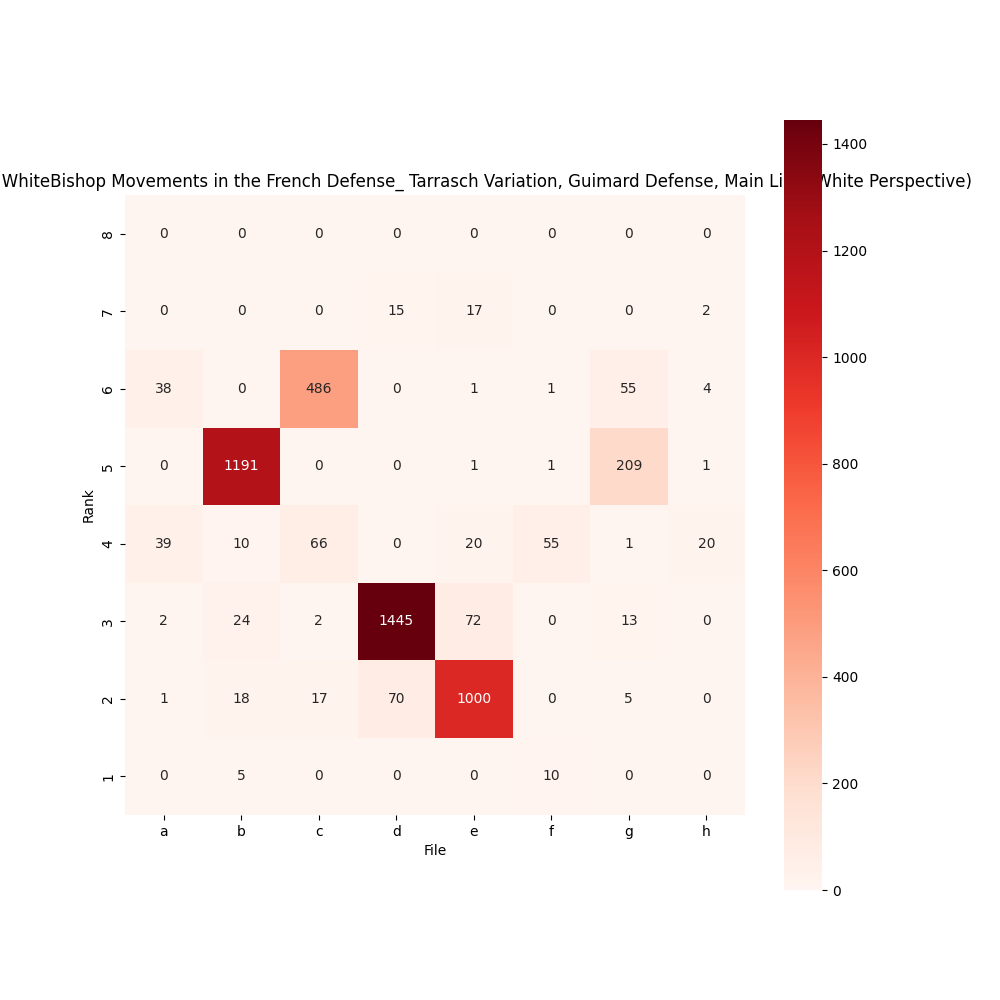 WhiteBishop Movements in the French Defense_ Tarrasch Variation, Guimard Defense, Main Li White Perspective)
1400
1200
1000
800
600
400
200
0
Rank
8 0 0 0 0 0 0 0 0
7 0 0 0 15 17 0 0 2
6 38 0 486 0 1 1 55 4
5 0 1191 0 0 1 1 209 1
4 39 10 66 0 20 55 1 20
3 2 24 2 1445 72 0 13 0
2 1 18 17 70 1000 0 5 0
1 0 5 0 0 0 10 0 0
a b c d e f g h
File